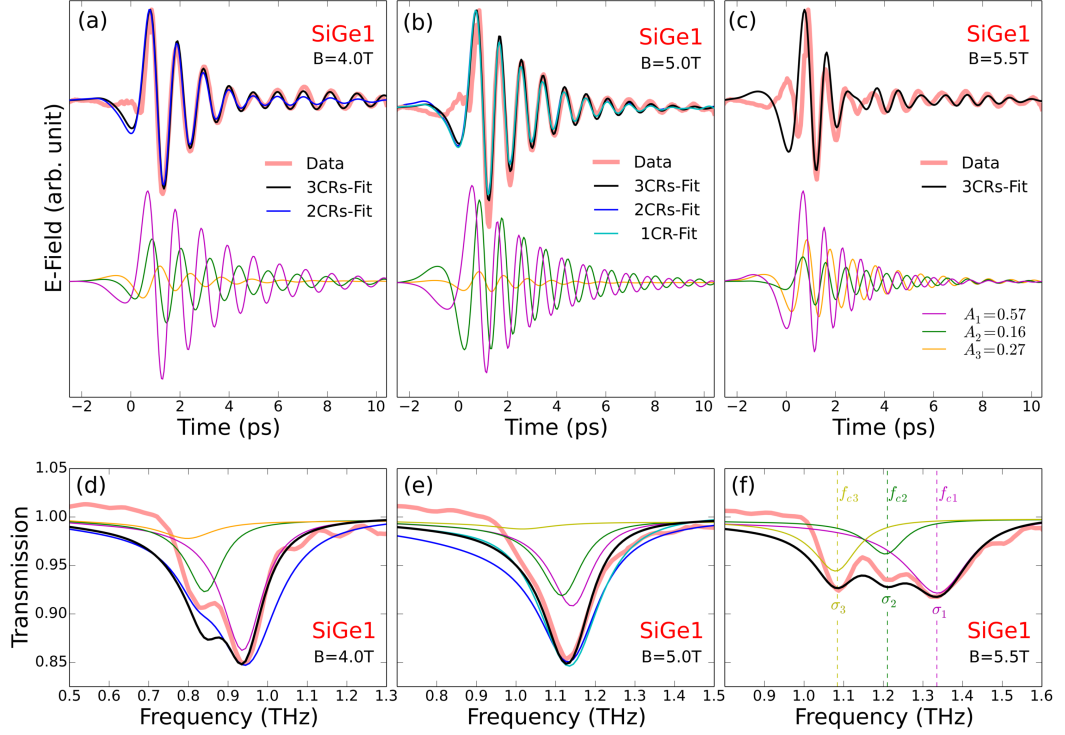 (a)
SiGe1
B=4.0T
Data
3CRs-Fit
2CRs-Fit
E-Field (arb. unit)
−2 0 2 4 6 8 10
Time (ps)
(b)
SiGe1
B=5.0T
Data
3CRs-Fit
2CRs-Fit
1CR-Fit
−2 0 2 4 6 8 10
Time (ps)
(c)
SiGe1
B=5.5T
Data
3CRs-Fit
A1=0.57
A2=0.16
A3=0.27
−2 0 2 4 6 8 10
Time (ps)
(d)
1.05
1.00
0.95
0.90
0.85
Transmission
SiGe1
B=4.0T
0.5 0.6 0.7 0.8 0.9 1.0 1.1 1.2 1.3
Frequency (THz)
(e)
SiGe1
B=5.0T
0.8 0.9 1.0 1.1 1.2 1.3 1.4 1.5
Frequency (THz)
(f)
fc3 fc2 fc1
σ3 σ2 σ1
SiGe1
B=5.5T
0.9 1.0 1.1 1.2 1.3 1.4 1.5 1.6
Frequency (THz)